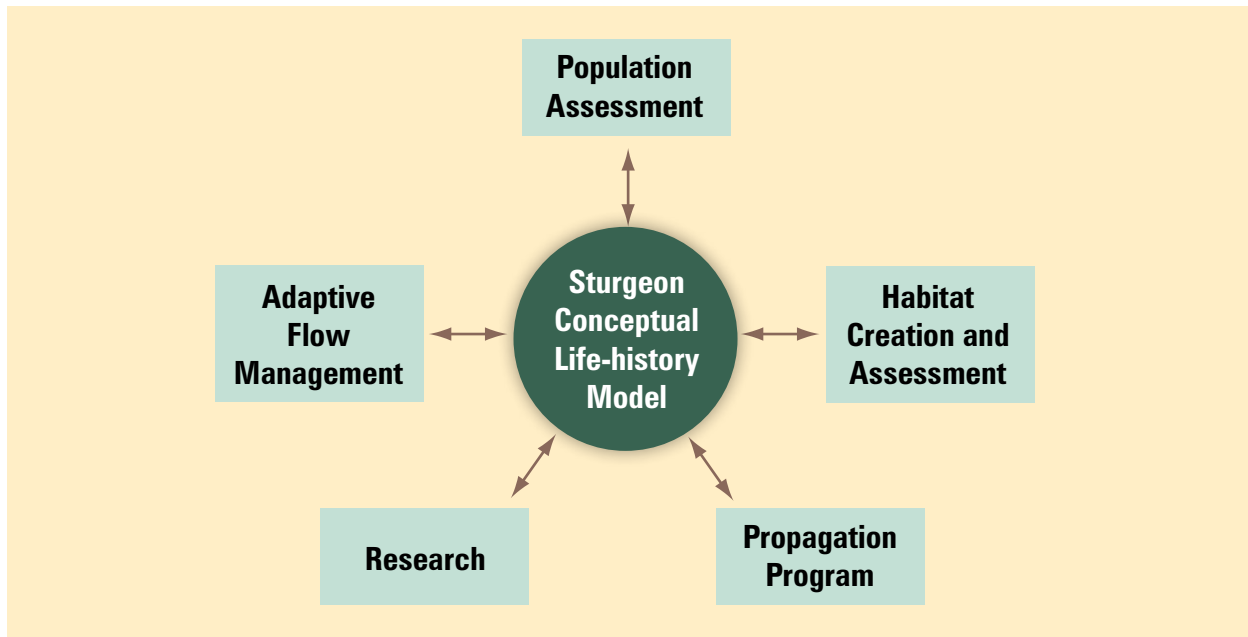 Population
Assessment
Adaptive
Flow
Management
Sturgeon
Conceptual
Life-history
Model
Habitat
Creation and
Assessment
Research
Propagation
Program